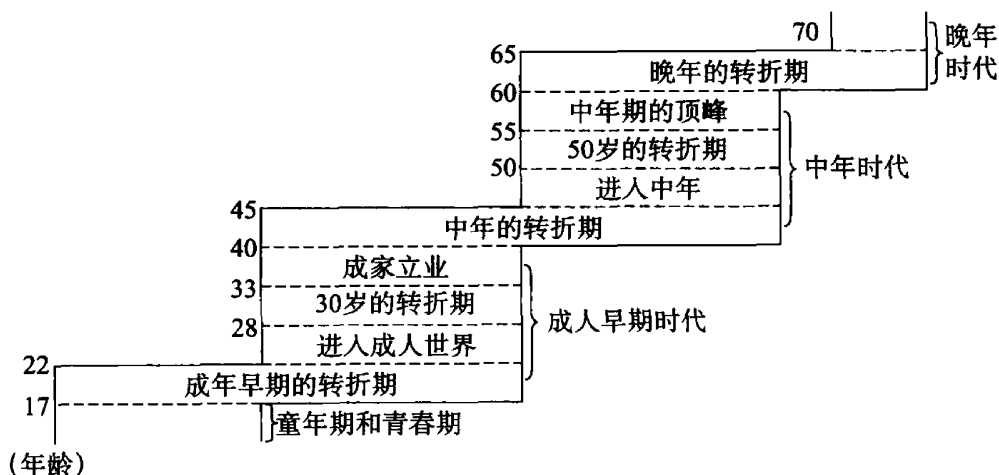 70
晚年
时代
65
晚年的转折期
60
中年期的顶峰
55
50岁的转折期
中年时代
50
进入中年
45
中年的转折期
40
成家立业
33
30岁的转折期
成人早期时代
28
进入成人世界
22
成年早期的转折期
17
童年期和青春期
(年龄)